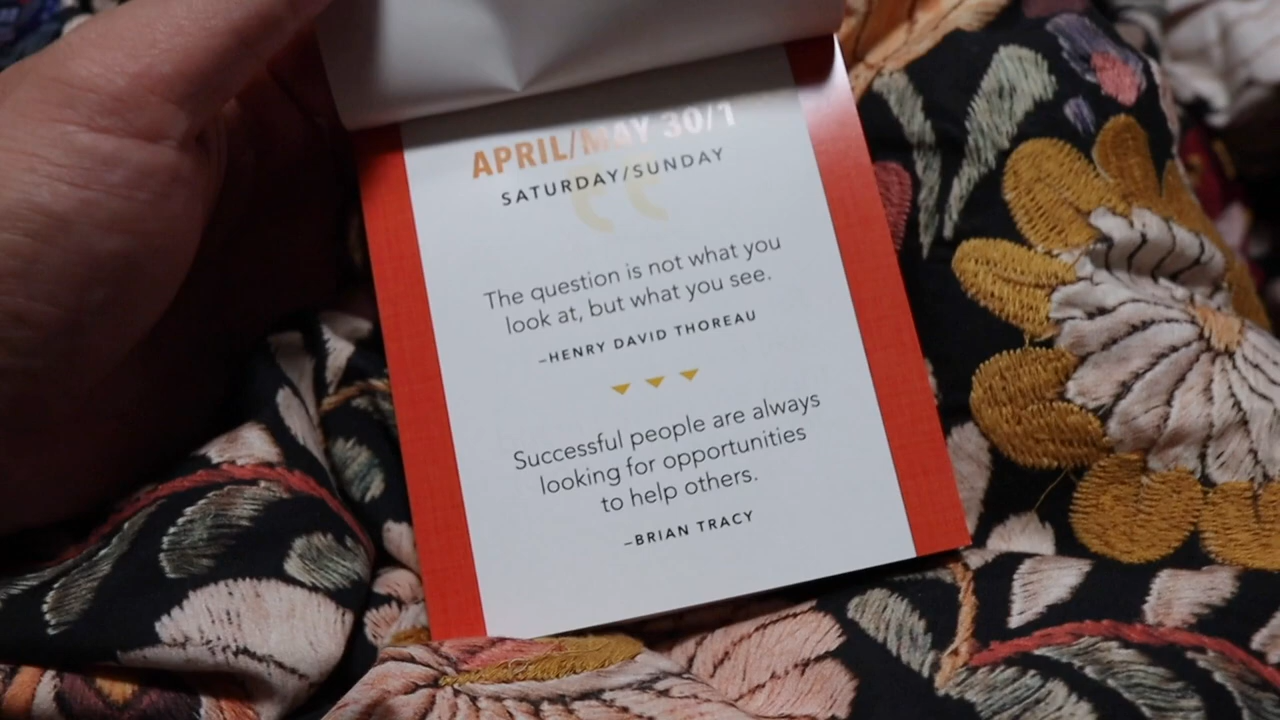 APRIL/MAY 30/1
SATURDAY/SUNDAY
The question is not what you
look at, but what you see.
–HENRY DAVID THOREAU
Successful people are always
looking for opportunities
to help others.
–BRIAN TRACY